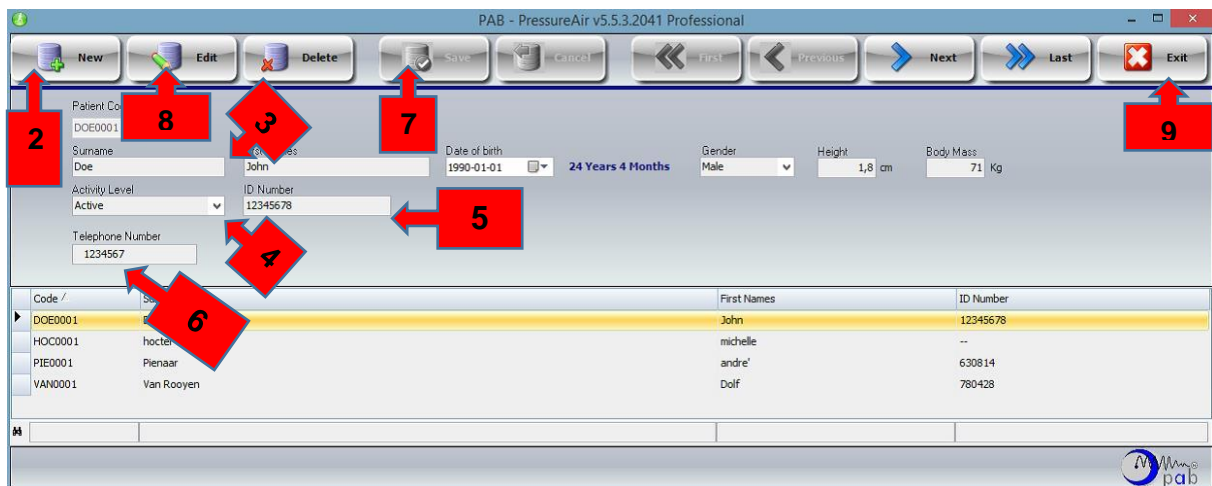 PAB - PressureAir v5.5.3.2041 Professional
New Edit Delete Save Cancel First Previous Next Last Exit
2 8 3 7 9
Patient Co
DOE0001
Surname Date of birth Gender Height Body Mass
Doe John 1990-01-01 24 Years 4 Months Male 1,8 cm 71 Kg
Activity Level ID Number
Active 12345678
5
4
Telephone Number
1234567
6
Code First Names ID Number
DOE0001 John 12345678
HOC0001 hocter michelle --
PIE0001 Pienaar andre' 630814
VAN0001 Van Rooyen Dolf 780428
pab